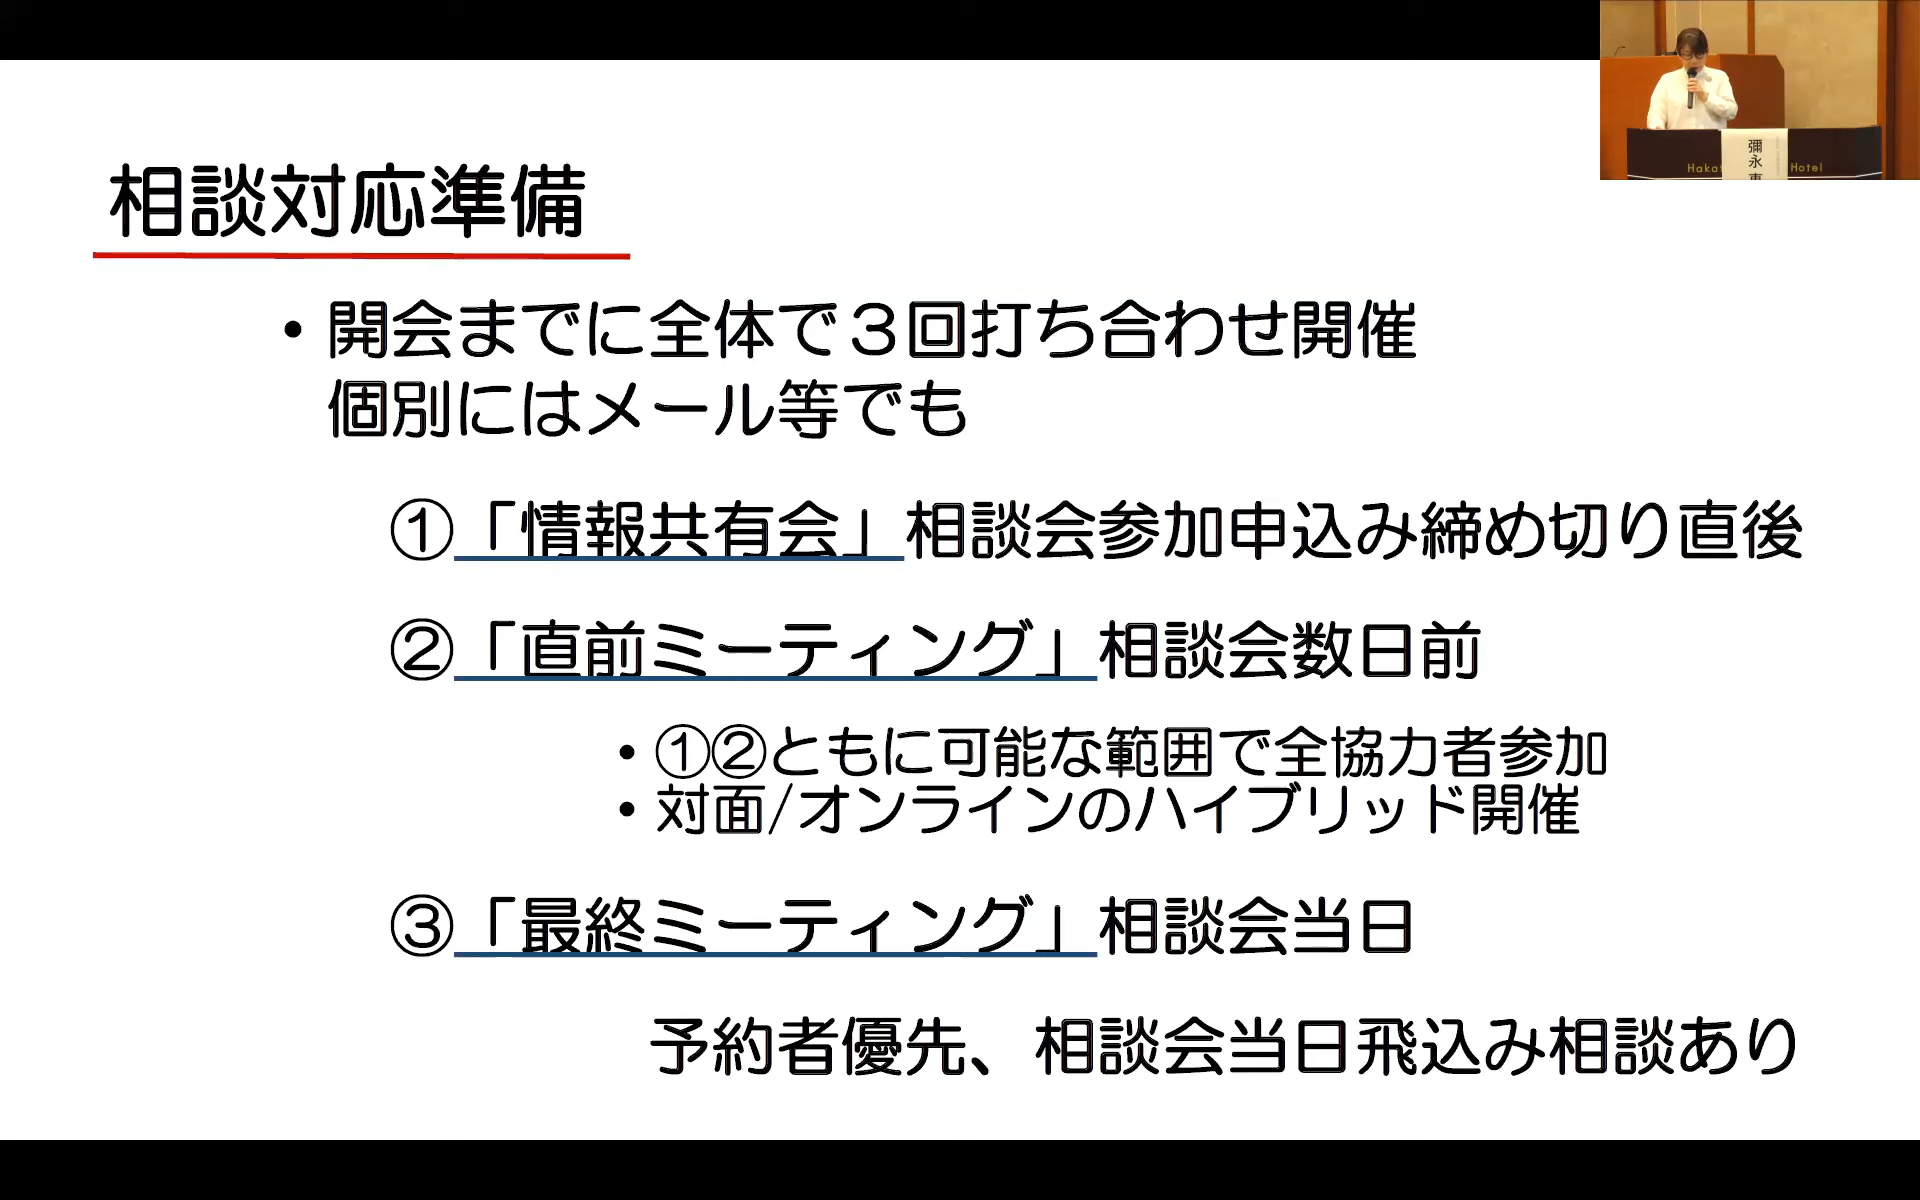 相談対応準備
・開会までに全体で３回打ち合わせ開催
個別にはメール等でも
①「情報共有会」相談会参加申込み締め切り直後
②「直前ミーティング」相談会数日前
・①②ともに可能な範囲で全協力者参加
・対面/オンラインのハイブリッド開催
③「最終ミーティング」相談会当日
予約者優先、相談会当日飛込み相談あり
彌永
Hotel